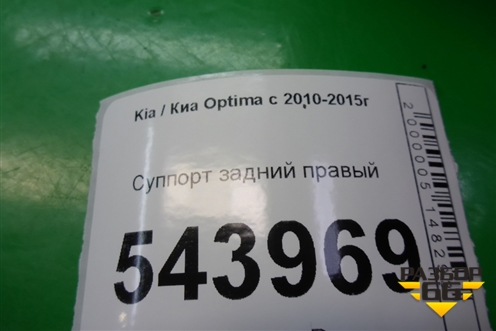 Kia / Киа Optima с 2010-2015г
Суппорт задний правый
543969
2000005148
РАЗБОР
66